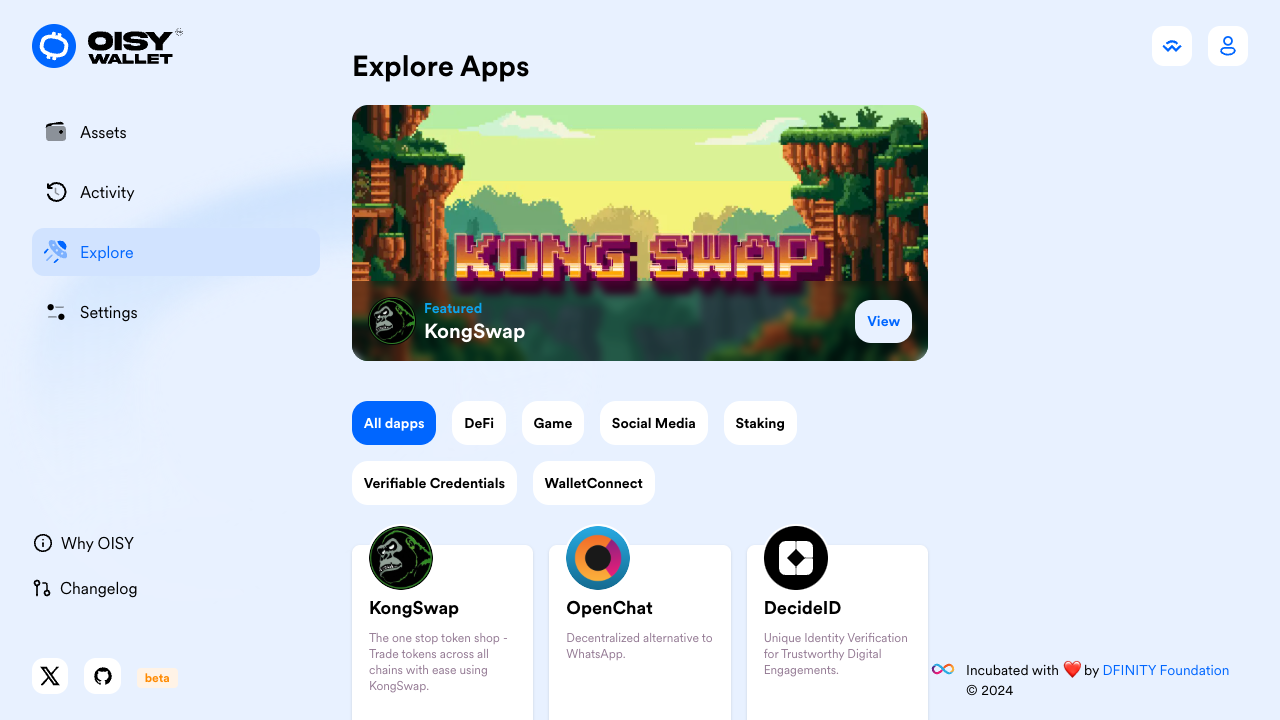 OISY
WALLET
Assets
Activity
Explore
Settings
Why OISY
Changelog
beta
Explore Apps
KONG SWAP
Featured
KongSwap
View
All dapps
DeFi
Game
Social Media
Staking
Verifiable Credentials
WalletConnect
KongSwap
The one stop token shop -
Trade tokens across all
chains with ease using
KongSwap.
OpenChat
Decentralized alternative to
WhatsApp.
DecideID
Unique Identity Verification
for Trustworthy Digital
Engagements.
Incubated with ❤️ by DFINITY Foundation
© 2024